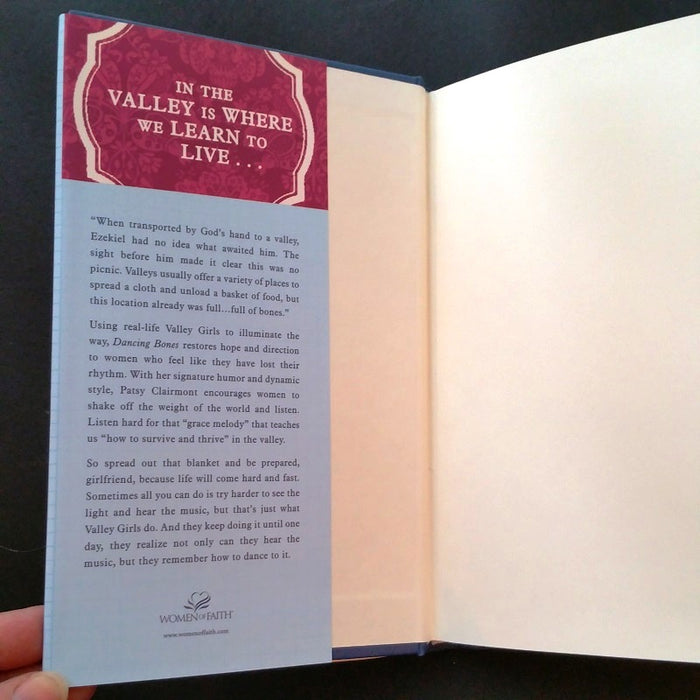 IN THE
VALLEY IS WHERE
WE LEARN TO
LIVE . . .
“When transported by God’s hand to a valley,
Ezekiel had no idea what awaited him. The
sight before him made it clear this was no
picnic. Valleys usually offer a variety of places to
spread a cloth and unload a basket of food, but
this location already was full…full of bones.”
Using real-life Valley Girls to illuminate the
way, Dancing Bones restores hope and direction
to women who feel like they have lost their
rhythm. With her signature humor and dynamic
style, Patsy Clairmont encourages women to
shake off the weight of the world and listen.
Listen hard for that “grace melody” that teaches
us “how to survive and thrive” in the valley.
So spread out that blanket and be prepared,
girlfriend, because life will come hard and fast.
Sometimes all you can do is try harder to see the
light and hear the music, but that’s just what
Valley Girls do. And they keep doing it until one
day, they realize not only can they hear the
music, but they remember how to dance to it.
WOMEN OF FAITH
www.womenoffaith.com